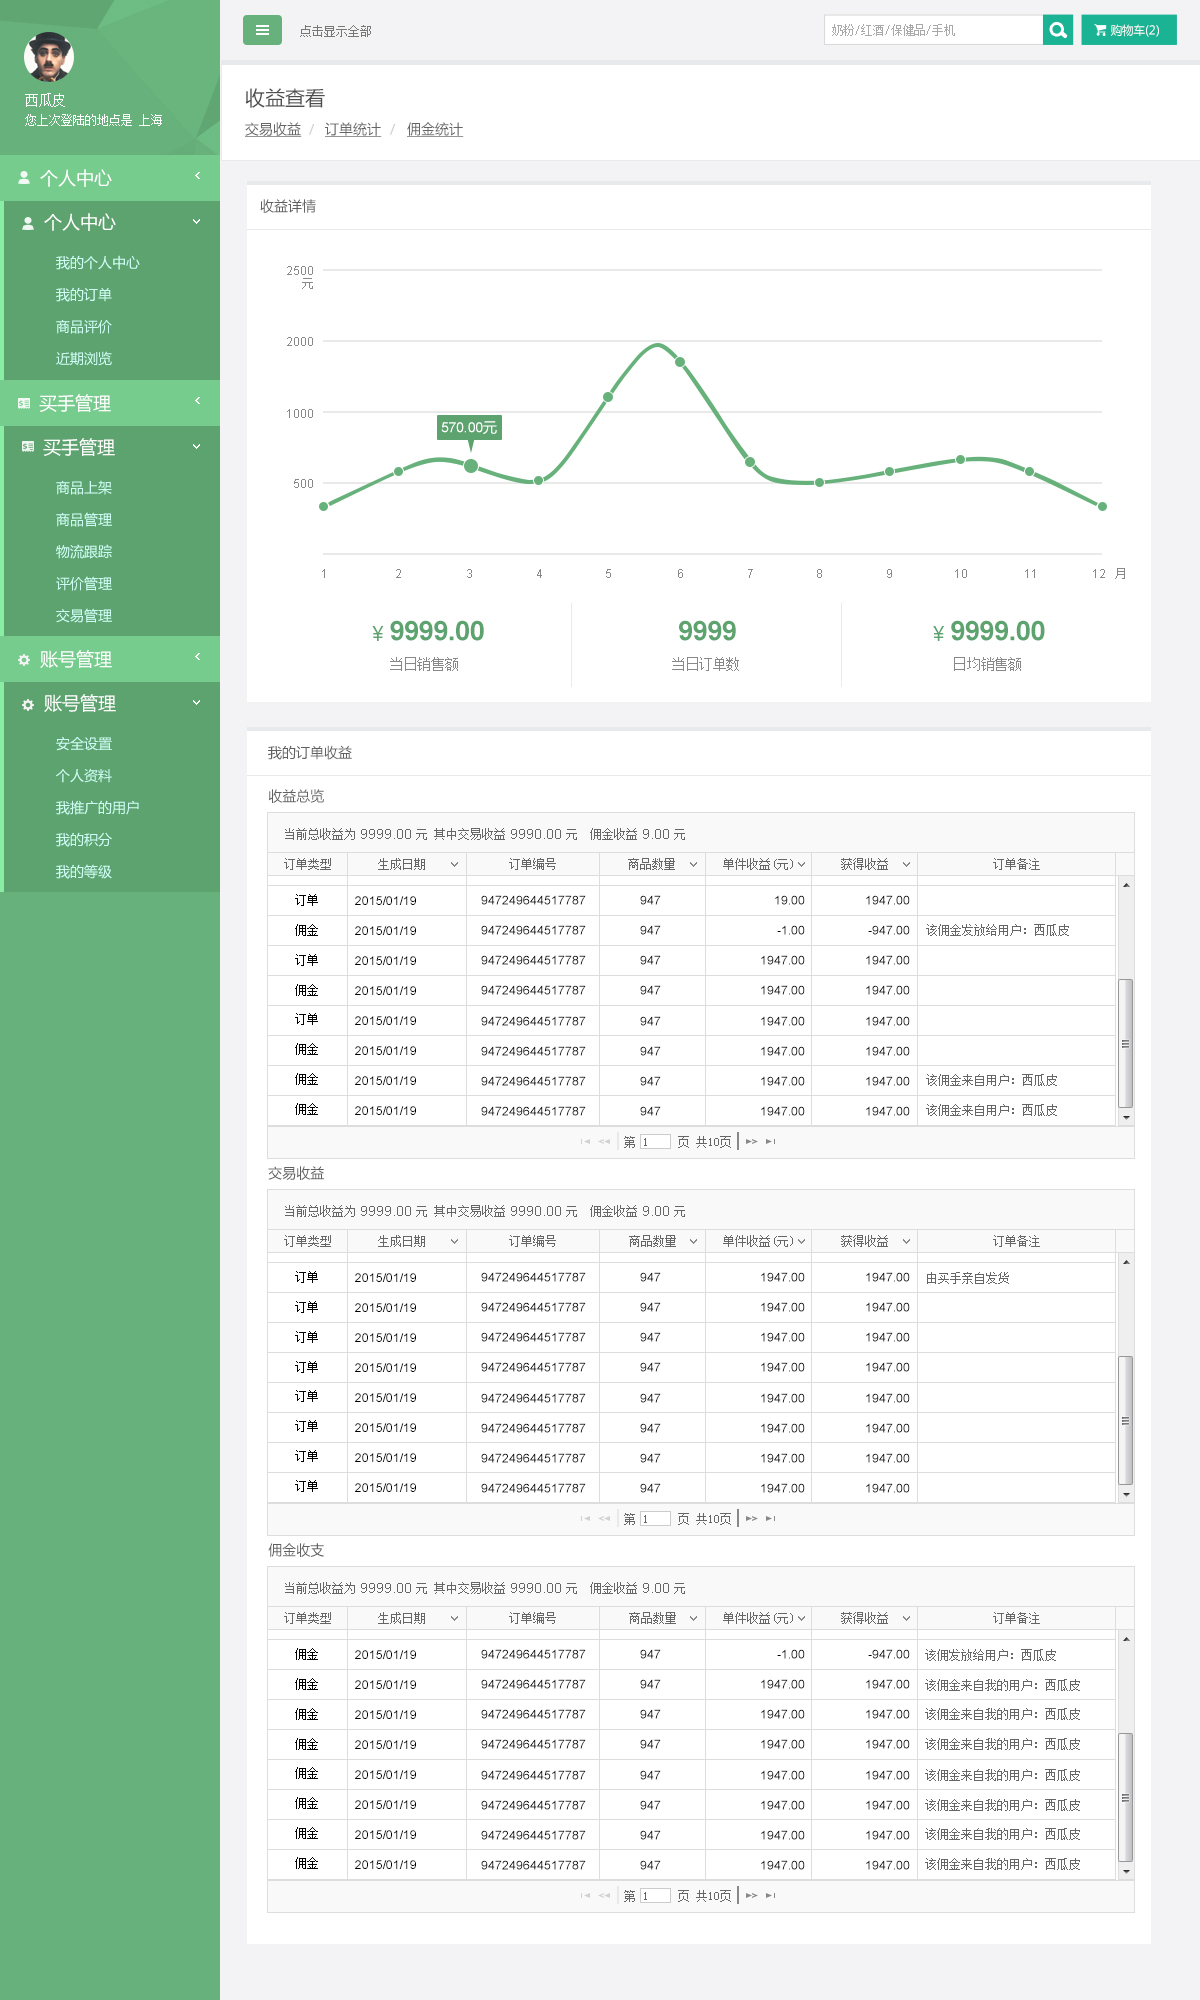 点击显示全部
奶粉/红酒/保健品/手机
购物车(2)
西瓜皮
您上次登陆的地点是 上海
个人中心
个人中心
我的个人中心
我的订单
商品评价
近期浏览
买手管理
买手管理
商品上架
商品管理
物流跟踪
评价管理
交易管理
账号管理
账号管理
安全设置
个人资料
我推广的用户
我的积分
我的等级
收益查看
交易收益 / 订单统计 / 佣金统计
收益详情
2500
元
2000
1000
500
570.00元
1 2 3 4 5 6 7 8 9 10 11 12 月
¥ 9999.00 9999 ¥ 9999.00
当日销售额 当日订单数 日均销售额
我的订单收益
收益总览
当前总收益为 9999.00 元 其中交易收益 9990.00 元 佣金收益 9.00 元
订单类型 生成日期 订单编号 商品数量 单件收益(元) 获得收益 订单备注
订单 2015/01/19 947249644517787 947 19.00 1947.00
佣金 2015/01/19 947249644517787 947 -1.00 -947.00 该佣金发放给用户：西瓜皮
订单 2015/01/19 947249644517787 947 1947.00 1947.00
佣金 2015/01/19 947249644517787 947 1947.00 1947.00
订单 2015/01/19 947249644517787 947 1947.00 1947.00
佣金 2015/01/19 947249644517787 947 1947.00 1947.00
佣金 2015/01/19 947249644517787 947 1947.00 1947.00 该佣金来自用户：西瓜皮
佣金 2015/01/19 947249644517787 947 1947.00 1947.00 该佣金来自用户：西瓜皮
第 1 页 共10页
交易收益
当前总收益为 9999.00 元 其中交易收益 9990.00 元 佣金收益 9.00 元
订单类型 生成日期 订单编号 商品数量 单件收益(元) 获得收益 订单备注
订单 2015/01/19 947249644517787 947 1947.00 1947.00 由买手亲自发货
订单 2015/01/19 947249644517787 947 1947.00 1947.00
订单 2015/01/19 947249644517787 947 1947.00 1947.00
订单 2015/01/19 947249644517787 947 1947.00 1947.00
订单 2015/01/19 947249644517787 947 1947.00 1947.00
订单 2015/01/19 947249644517787 947 1947.00 1947.00
订单 2015/01/19 947249644517787 947 1947.00 1947.00
订单 2015/01/19 947249644517787 947 1947.00 1947.00
第 1 页 共10页
佣金收支
当前总收益为 9999.00 元 其中交易收益 9990.00 元 佣金收益 9.00 元
订单类型 生成日期 订单编号 商品数量 单件收益(元) 获得收益 订单备注
佣金 2015/01/19 947249644517787 947 -1.00 -947.00 该佣发放给用户：西瓜皮
佣金 2015/01/19 947249644517787 947 1947.00 1947.00 该佣金来自我的用户：西瓜皮
佣金 2015/01/19 947249644517787 947 1947.00 1947.00 该佣金来自我的用户：西瓜皮
佣金 2015/01/19 947249644517787 947 1947.00 1947.00 该佣金来自我的用户：西瓜皮
佣金 2015/01/19 947249644517787 947 1947.00 1947.00 该佣金来自我的用户：西瓜皮
佣金 2015/01/19 947249644517787 947 1947.00 1947.00 该佣金来自我的用户：西瓜皮
佣金 2015/01/19 947249644517787 947 1947.00 1947.00 该佣金来自我的用户：西瓜皮
佣金 2015/01/19 947249644517787 947 1947.00 1947.00 该佣金来自我的用户：西瓜皮
第 1 页 共10页